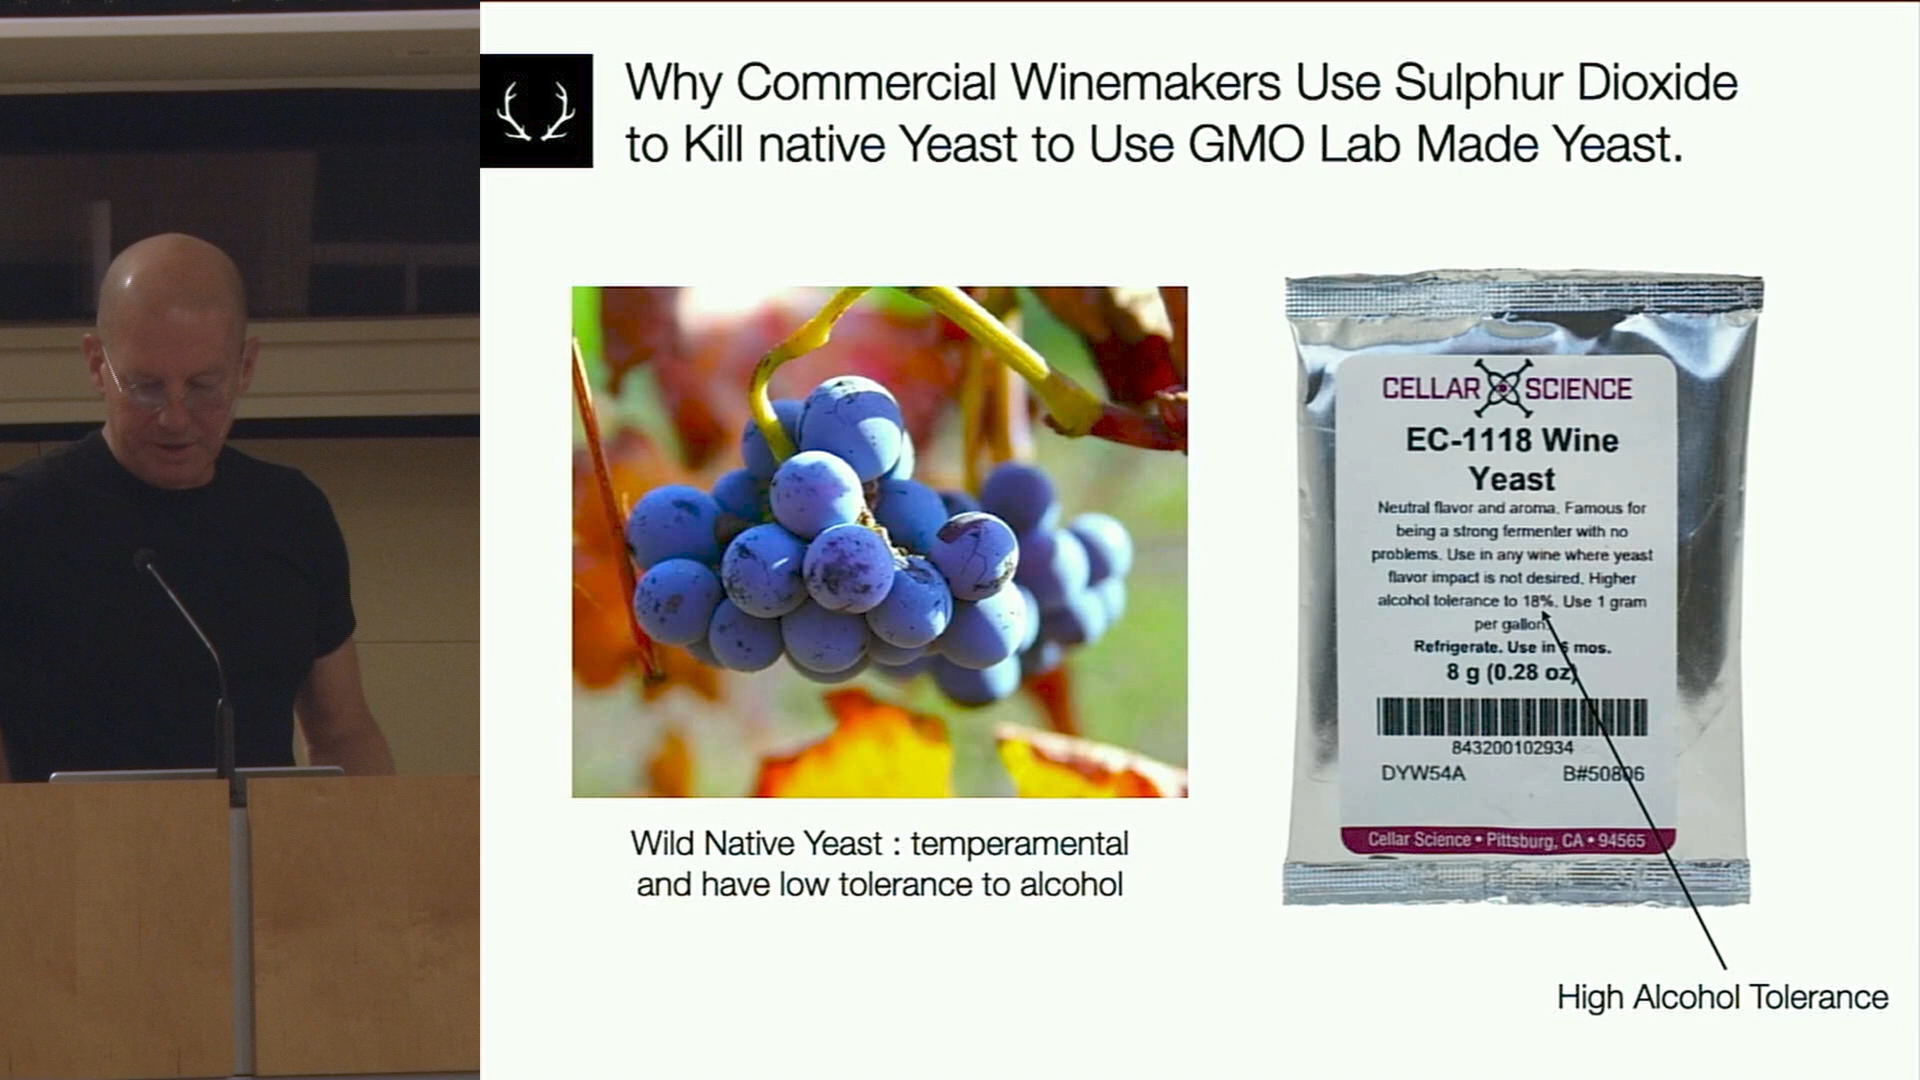 Why Commercial Winemakers Use Sulphur Dioxide
to Kill native Yeast to Use GMO Lab Made Yeast.
CELLAR SCIENCE
EC-1118 Wine
Yeast
Neutral flavor and aroma. Famous for
being a strong fermenter with no
problems. Use in any wine where yeast
flavor impact is not desired. Higher
alcohol tolerance to 18%. Use 1 gram
per gallon.
Refrigerate. Use in 6 mos.
8 g (0.28 oz)
843200102934
DYW54A B#50806
Cellar Science • Pittsburg, CA • 94565
Wild Native Yeast : temperamental
and have low tolerance to alcohol
High Alcohol Tolerance